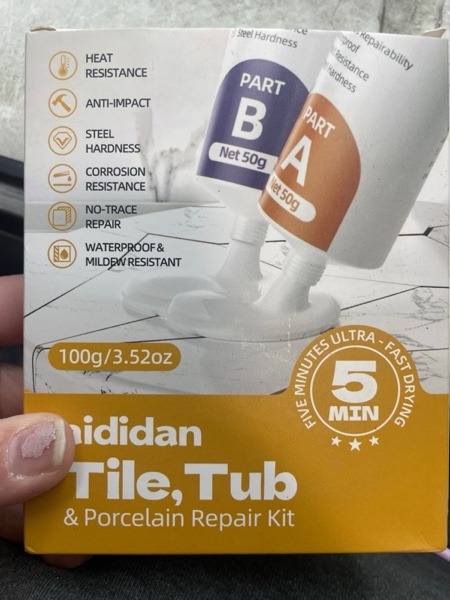 HEAT
RESISTANCE
ANTI-IMPACT
STEEL
HARDNESS
CORROSION
RESISTANCE
NO-TRACE
REPAIR
WATERPROOF &
MILDEW RESISTANT
Steel Hardness
PART
B
Net 50g
Repairability
Resistance
Hardness
PART
A
Net 50g
100g/3.52oz
FIVE MINUTES ULTRA - FAST DRYING
5
MIN
Tile,Tub
& Porcelain Repair Kit